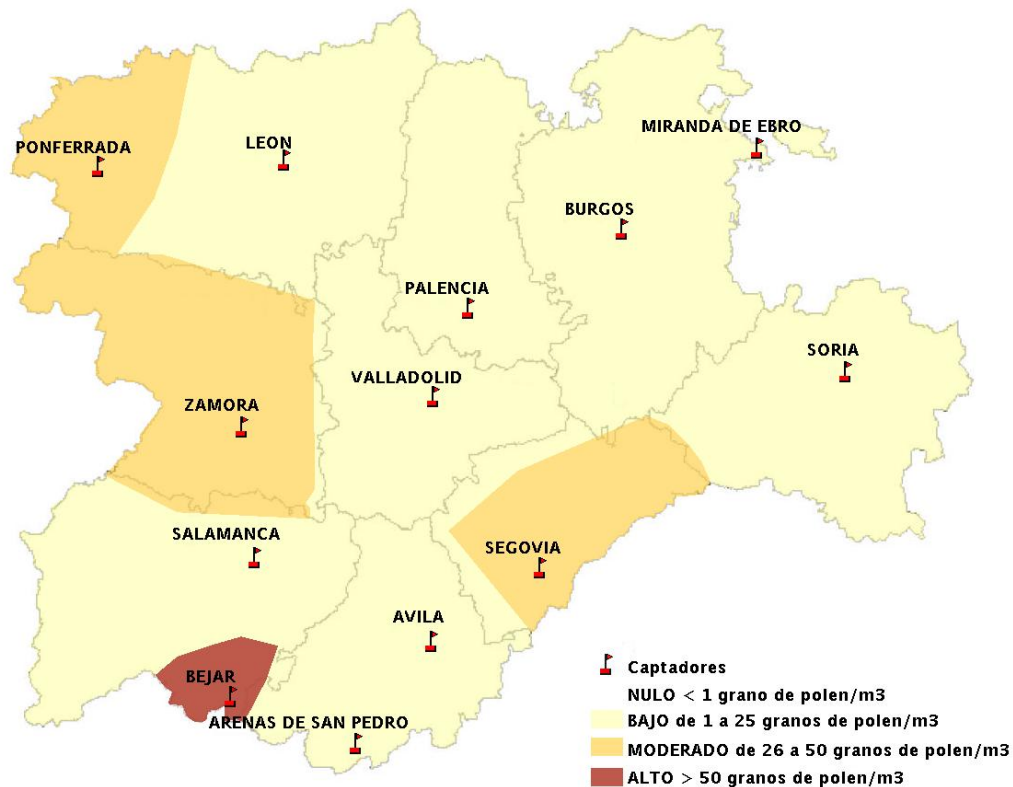 MIRANDA DE EBRO
PONFERRADA
LEON
BURGOS
PALENCIA
SORIA
VALLADOLID
ZAMORA
SALAMANCA
SEGOVIA
AVILA
BEJAR
ARENAS DE SAN PEDRO
Captadores
NULO < 1 grano de polen/m3
BAJO de 1 a 25 granos de polen/m3
MODERADO de 26 a 50 granos de polen/m3
ALTO > 50 granos de polen/m3